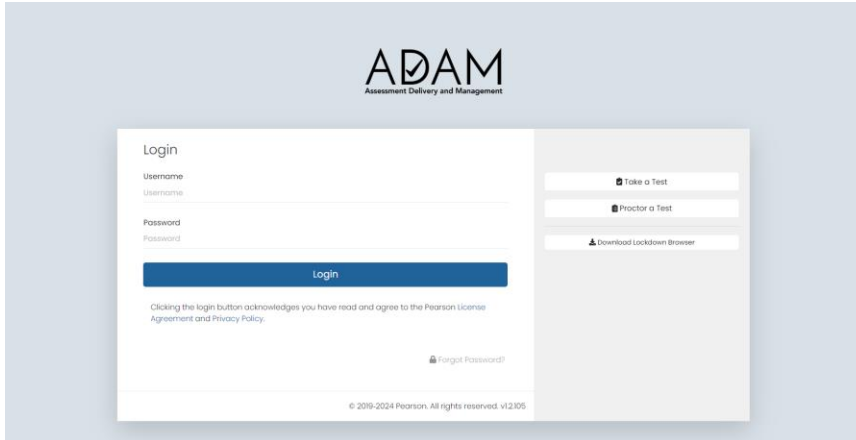 ADAM
Assessment Delivery and Management
Login
Username
Username
Password
Password
Login
Clicking the login button acknowledges you have read and agree to the Pearson License
Agreement and Privacy Policy.
Forgot Password?
© 2019-2024 Pearson. All rights reserved. v1.2.105
Take a Test
Proctor a Test
Download Lockdown Browser